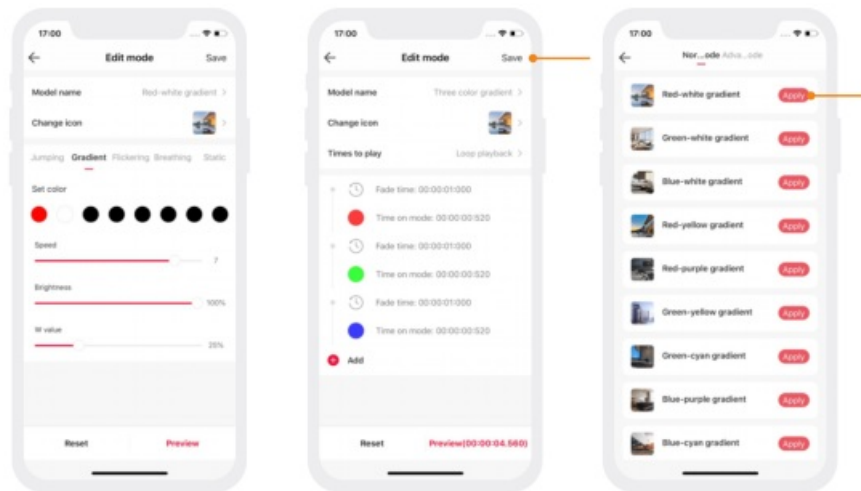 17:00
Edit mode
Save
Model name
Red-white gradient >
Change icon
>
Jumping Gradient Flickering Breathing Static
Set color
Speed
7
Brightness
100%
W value
25%
Reset
Preview
17:00
Edit mode
Save
Model name
Three color gradient >
Change icon
>
Times to play
Loop playback >
Fade time: 00:00:01:000
Time on mode: 00:00:00:520
Fade time: 00:00:01:000
Time on mode: 00:00:00:520
Fade time: 00:00:01:000
Time on mode: 00:00:00:520
Add
Reset
Preview(00:00:04.560)
17:00
Nor...ode Adva...ode
Red-white gradient Apply
Green-white gradient Apply
Blue-white gradient Apply
Red-yellow gradient Apply
Red-purple gradient Apply
Green-yellow gradient Apply
Green-cyan gradient Apply
Blue-purple gradient Apply
Blue-cyan gradient Apply